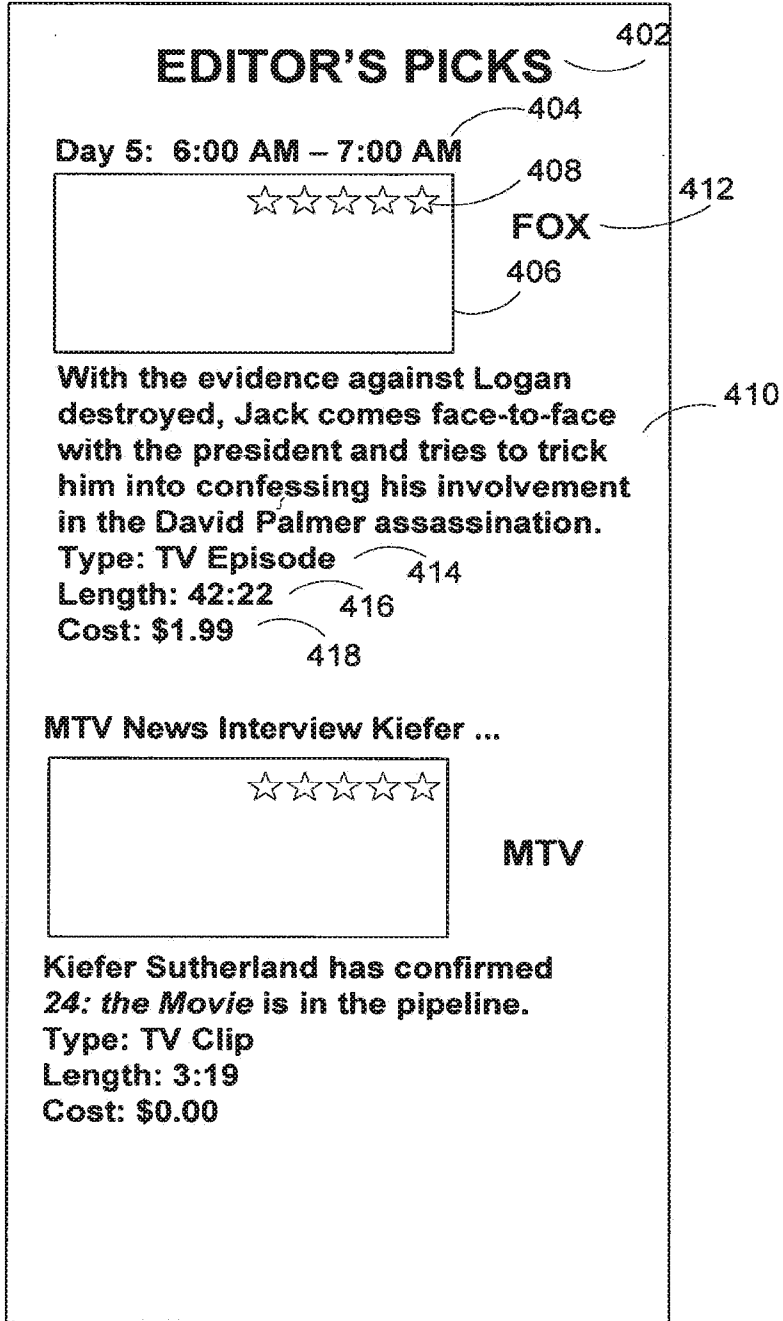 402
EDITOR'S PICKS
404
Day 5: 6:00 AM – 7:00 AM
408
412
FOX
406
With the evidence against Logan
destroyed, Jack comes face-to-face
with the president and tries to trick
him into confessing his involvement
in the David Palmer assassination.
410
Type: TV Episode
414
Length: 42:22
416
Cost: $1.99
418
MTV News Interview Kiefer ...
MTV
Kiefer Sutherland has confirmed
24: the Movie is in the pipeline.
Type: TV Clip
Length: 3:19
Cost: $0.00